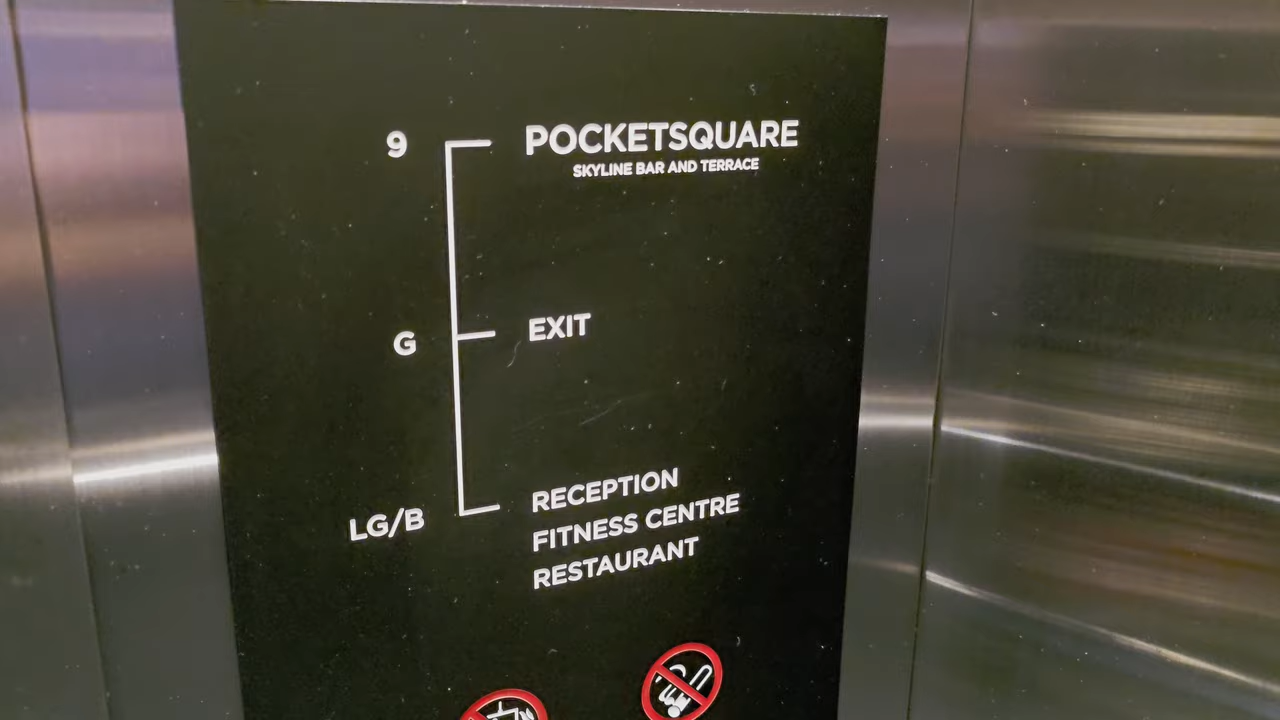 9 POCKETSQUARE
SKYLINE BAR AND TERRACE
G EXIT
LG/B RECEPTION
FITNESS CENTRE
RESTAURANT